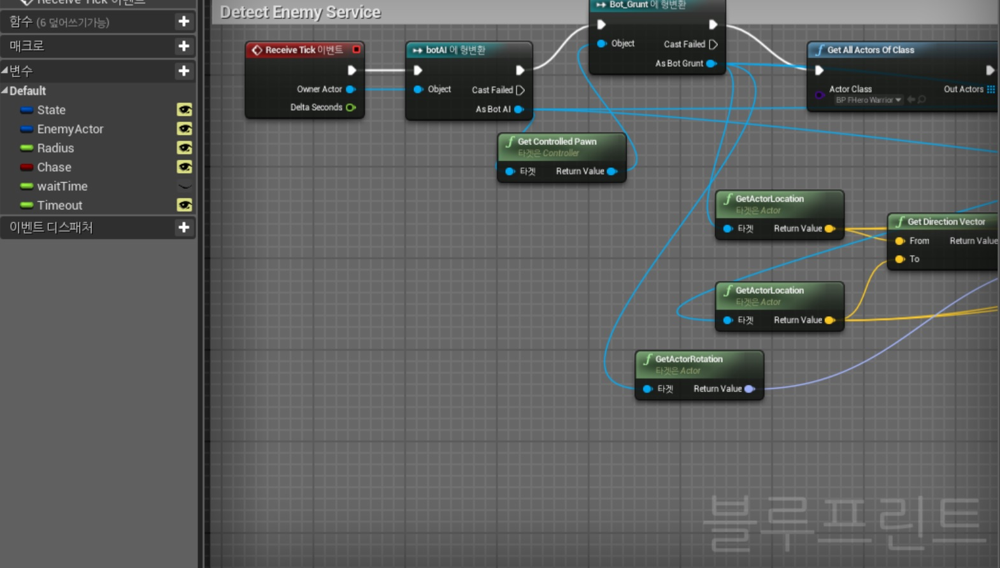 Receive Tick 이벤트
함수 (6 덮어쓰기가능)
매크로
변수
Default
State
EnemyActor
Radius
Chase
waitTime
Timeout
이벤트 디스패처
Detect Enemy Service
Receive Tick 이벤트
Owner Actor
Delta Seconds
botAI 에 형변환
Object
Cast Failed
As Bot AI
Bot_Grunt 에 형변환
Object
Cast Failed
As Bot Grunt
Get All Actors Of Class
Actor Class
BP FHero Warrior
Out Actors
Get Controlled Pawn
타겟은 Controller
타겟
Return Value
GetActorLocation
타겟은 Actor
타겟
Return Value
Get Direction Vector
From
Return Value
To
GetActorLocation
타겟은 Actor
타겟
Return Value
GetActorRotation
타겟은 Actor
타겟
Return Value
블루프린트